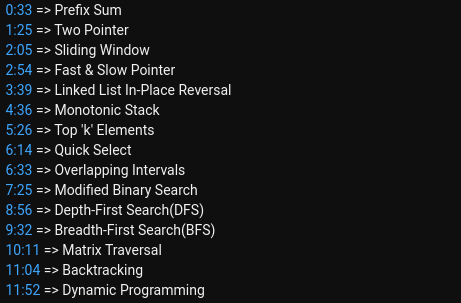 0:33 => Prefix Sum
1:25 => Two Pointer
2:05 => Sliding Window
2:54 => Fast & Slow Pointer
3:39 => Linked List In-Place Reversal
4:36 => Monotonic Stack
5:26 => Top 'k' Elements
6:14 => Quick Select
6:33 => Overlapping Intervals
7:25 => Modified Binary Search
8:56 => Depth-First Search(DFS)
9:32 => Breadth-First Search(BFS)
10:11 => Matrix Traversal
11:04 => Backtracking
11:52 => Dynamic Programming